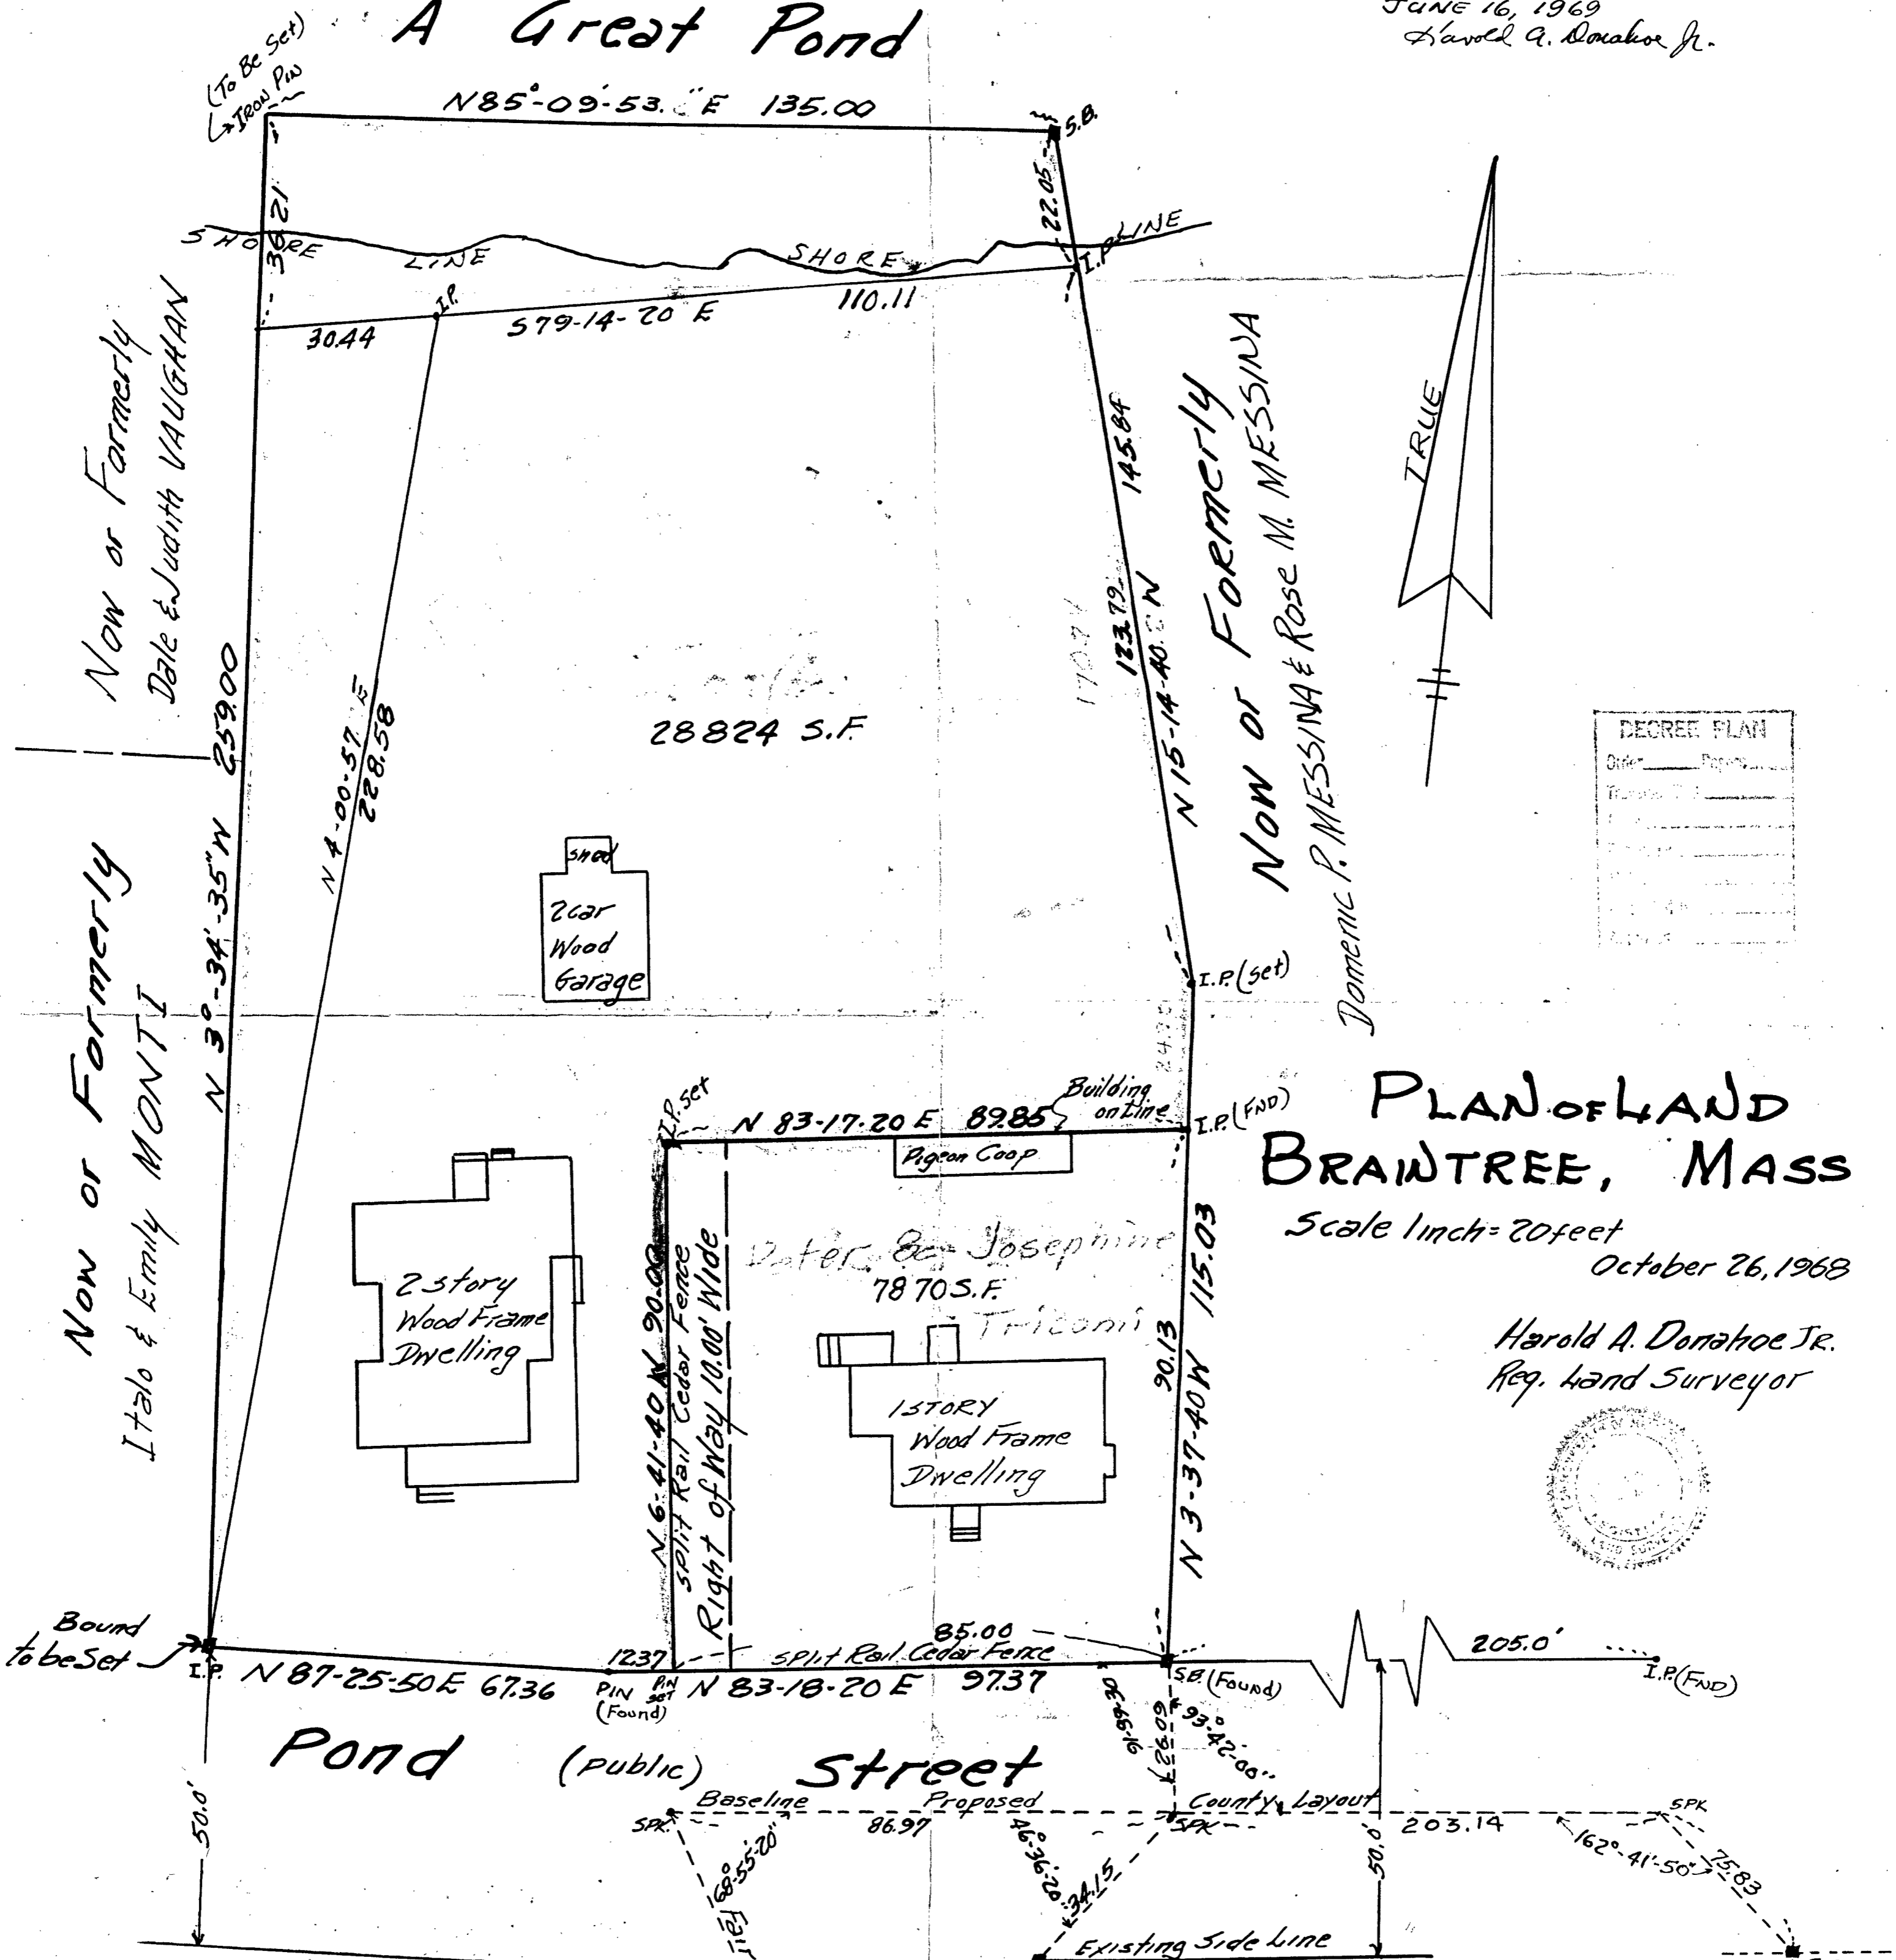 A Great Pond
JUNE 16, 1969
Harold A. Donahoe Jr.
(To Be Set)
IRON PIN
N85°-09'-53. " E 135.00
S.B.
36.21
22.05
SHORE LINE
SHORE LINE
I.P.
I.P.
30.44
S79-14-20 E
110.11
Now or Formerly
Dale & Judith VAUGHAN
N 3°-34'-35" W 259.00
N 4-00-57 E
228.58
28824 S.F.
145.84
123.79
N 15-14-40 W
Now or Formerly
Domenic P. MESSINA & Rose M. MESSINA
TRUE
DECREE PLAN
shed
2 car
Wood
Garage
I.P. (set)
24.90
Now or Formerly
Italo & Emily MONTI
I.P. set
N 83-17-20 E 89.85
Building
on Line
I.P. (FND)
Pigeon Coop
PLAN OF LAND
BRAINTREE, MASS
Scale 1 inch = 20 feet
October 26, 1968
Harold A. Donahoe JR.
Reg. Land Surveyor
2 story
Wood Frame
Dwelling
N 6-41-40 W 90.00
Split Rail Cedar Fence
Right of Way 10.00' Wide
& Josephine
7870 S.F.
1 STORY
Wood Frame
Dwelling
90.13
N 3-37-40 W 115.03
Bound
to be Set
I.P.
N 87-25-50 E 67.36
12.37
PIN
(Found)
PIN
set
85.00
Split Rail Cedar Fence
N 83-18-20 E 97.37
S.B. (Found)
205.0'
I.P. (FND)
Pond (Public) Street
91-59-30
26.09
93°-42'-00"
50.0'
Baseline Proposed County Layout
SPK.
86.97
SPK
203.14
SPK
68-55-20"
46°-36'-20"
34.15
50.0
162°-41'-50"
75.83
Existing Side Line